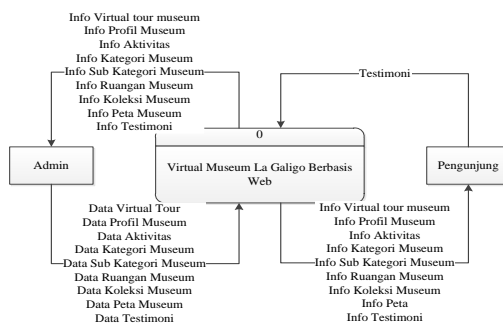 Info Virtual tour museum
Info Profil Museum
Info Aktivitas
Info Kategori Museum
Info Sub Kategori Museum
Info Ruangan Museum
Info Koleksi Museum
Info Peta Museum
Info Testimoni
Testimoni
0
Admin
Virtual Museum La Galigo Berbasis
Web
Pengunjung
Data Virtual Tour
Data Profil Museum
Data Aktivitas
Data Kategori Museum
Data Sub Kategori Museum
Data Ruangan Museum
Data Koleksi Museum
Data Peta Museum
Data Testimoni
Info Virtual tour museum
Info Profil Museum
Info Aktivitas
Info Kategori Museum
Info Sub Kategori Museum
Info Ruangan Museum
Info Koleksi Museum
Info Peta
Info Testimoni